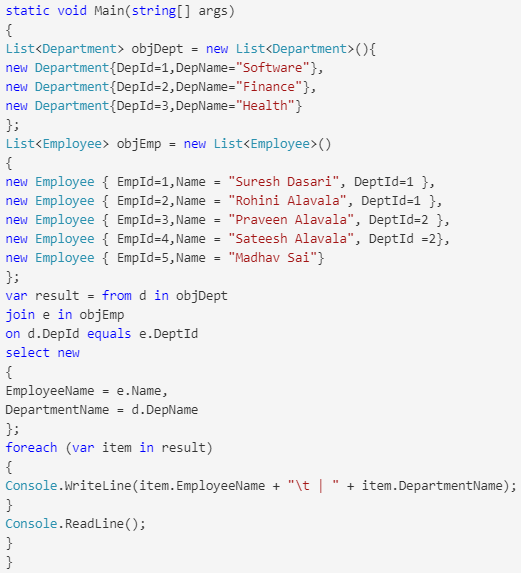 static void Main(string[] args)
{
List<Department> objDept = new List<Department>(){
new Department{DepId=1,DepName="Software"},
new Department{DepId=2,DepName="Finance"},
new Department{DepId=3,DepName="Health"}
};
List<Employee> objEmp = new List<Employee>()
{
new Employee { EmpId=1,Name = "Suresh Dasari", DeptId=1 },
new Employee { EmpId=2,Name = "Rohini Alavala", DeptId=1 },
new Employee { EmpId=3,Name = "Praveen Alavala", DeptId=2 },
new Employee { EmpId=4,Name = "Sateesh Alavala", DeptId =2},
new Employee { EmpId=5,Name = "Madhav Sai"}
};
var result = from d in objDept
join e in objEmp
on d.DepId equals e.DeptId
select new
{
EmployeeName = e.Name,
DepartmentName = d.DepName
};
foreach (var item in result)
{
Console.WriteLine(item.EmployeeName + "\t | " + item.DepartmentName);
}
Console.ReadLine();
}
}